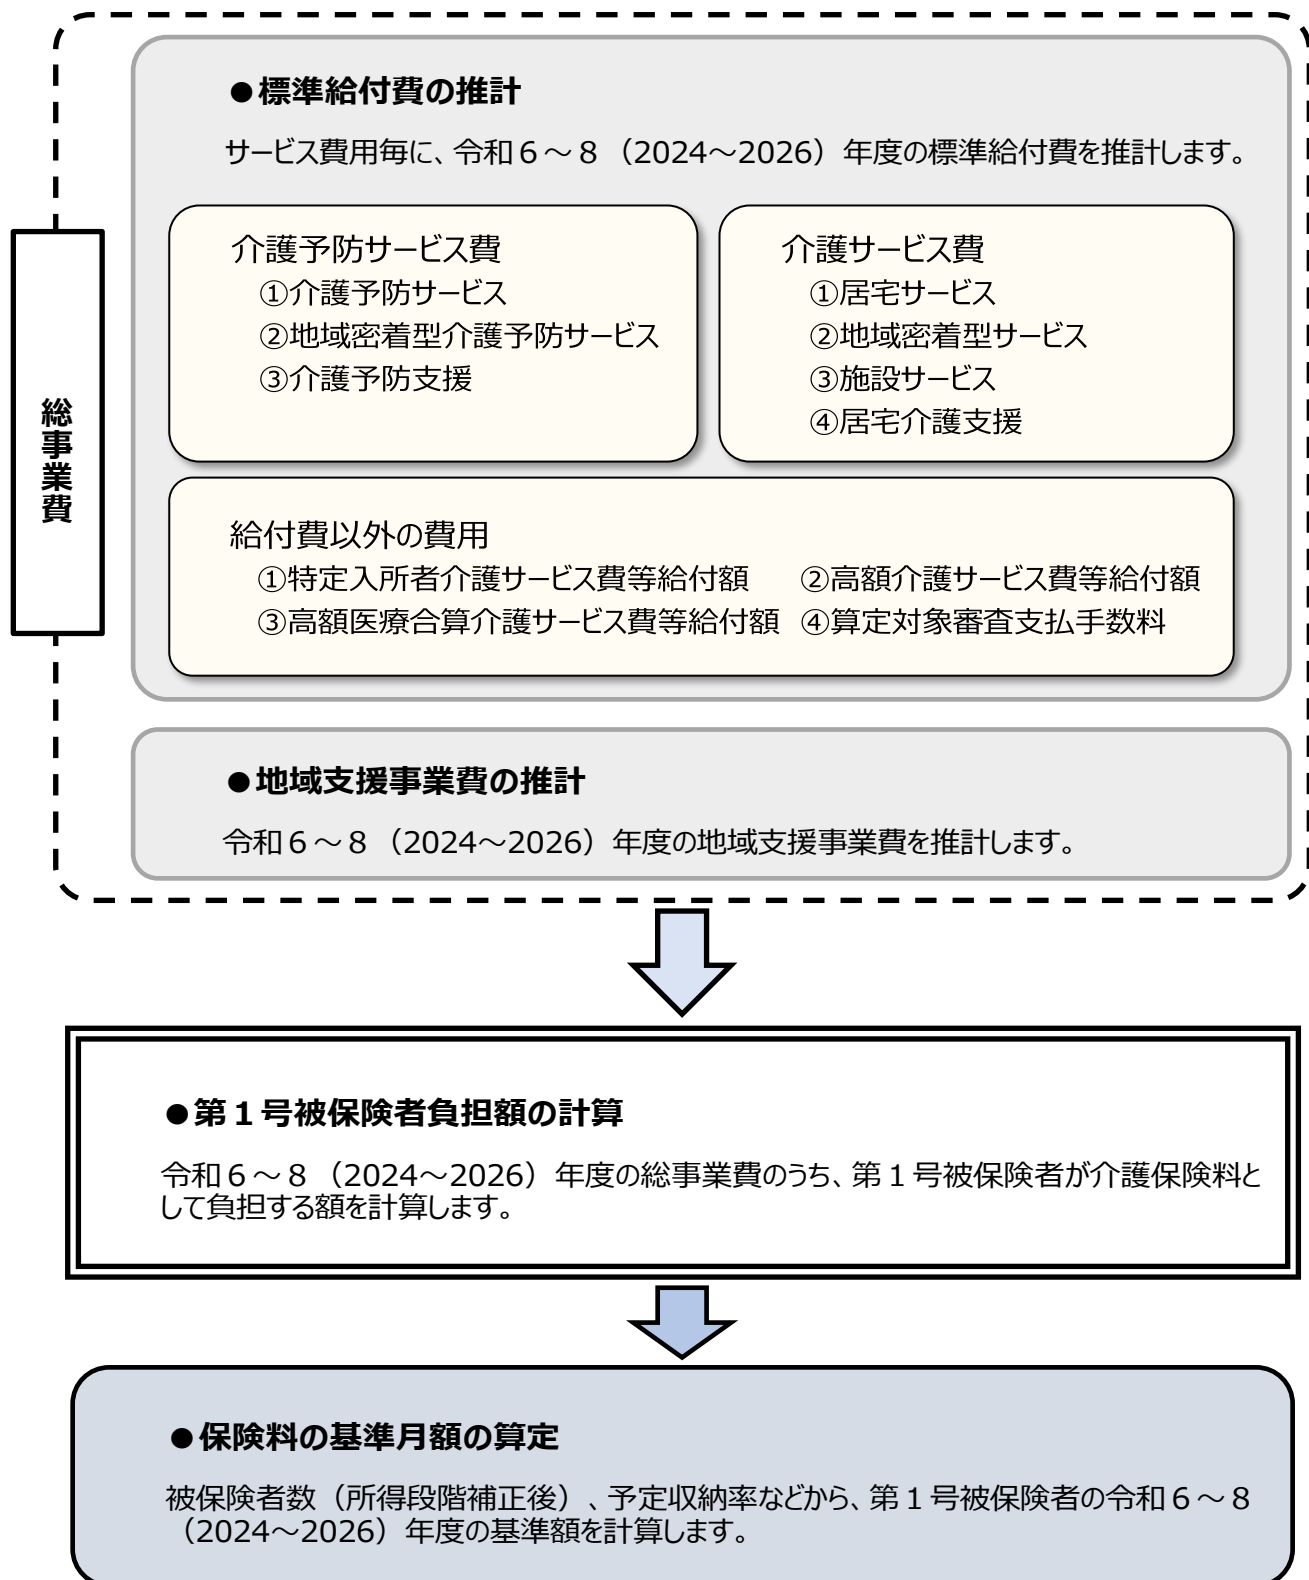 ●標準給付費の推計
サービス費用毎に、令和６～８（2024～2026）年度の標準給付費を推計します。
総事業費
介護予防サービス費
①介護予防サービス
②地域密着型介護予防サービス
③介護予防支援
介護サービス費
①居宅サービス
②地域密着型サービス
③施設サービス
④居宅介護支援
給付費以外の費用
①特定入所者介護サービス費等給付額　②高額介護サービス費等給付額
③高額医療合算介護サービス費等給付額　④算定対象審査支払手数料
●地域支援事業費の推計
令和６～８（2024～2026）年度の地域支援事業費を推計します。
●第１号被保険者負担額の計算
令和６～８（2024～2026）年度の総事業費のうち、第１号被保険者が介護保険料と
して負担する額を計算します。
●保険料の基準月額の算定
被保険者数（所得段階補正後）、予定収納率などから、第１号被保険者の令和６～８
（2024～2026）年度の基準額を計算します。